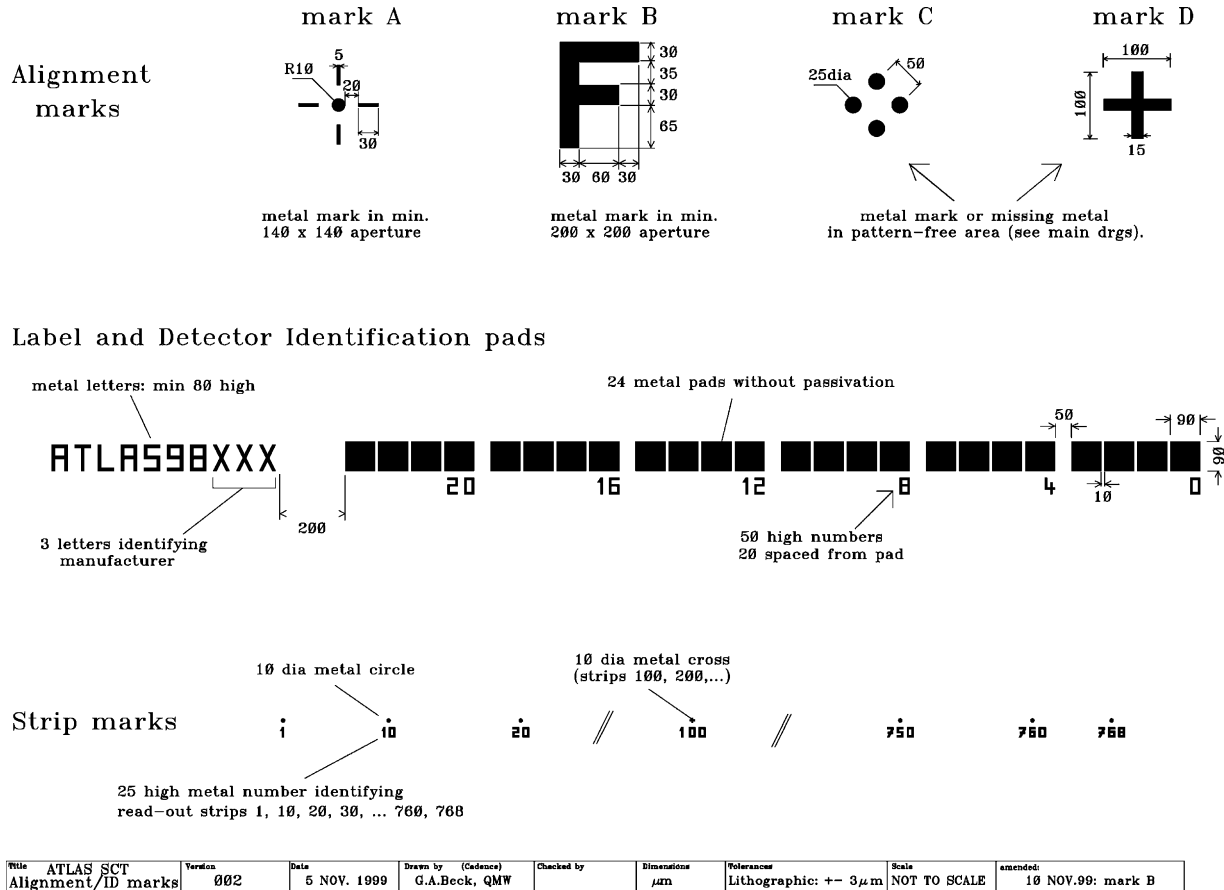 mark A
mark B
mark C
mark D
Alignment
marks
5
R10
20
30
30
35
30
65
30 60 30
25dia
50
100
100
15
metal mark in min.
140 x 140 aperture
metal mark in min.
200 x 200 aperture
metal mark or missing metal
in pattern-free area (see main drgs).
Label and Detector Identification pads
metal letters: min 80 high
24 metal pads without passivation
50
90
90
ATLAS98XXX
20 16 12 8 4 0
10
200
3 letters identifying
manufacturer
50 high numbers
20 spaced from pad
10 dia metal circle
10 dia metal cross
(strips 100, 200,...)
Strip marks
1 10 20 // 100 // 750 760 768
25 high metal number identifying
read-out strips 1, 10, 20, 30, ... 760, 768
Title ATLAS SCT
Alignment/ID marks
Version
002
Date
5 NOV. 1999
Drawn by (Cadence)
G.A.Beck, QMW
Checked by
Dimensions
µm
Tolerances
Lithographic: +- 3µm
Scale
NOT TO SCALE
amended:
10 NOV.99: mark B